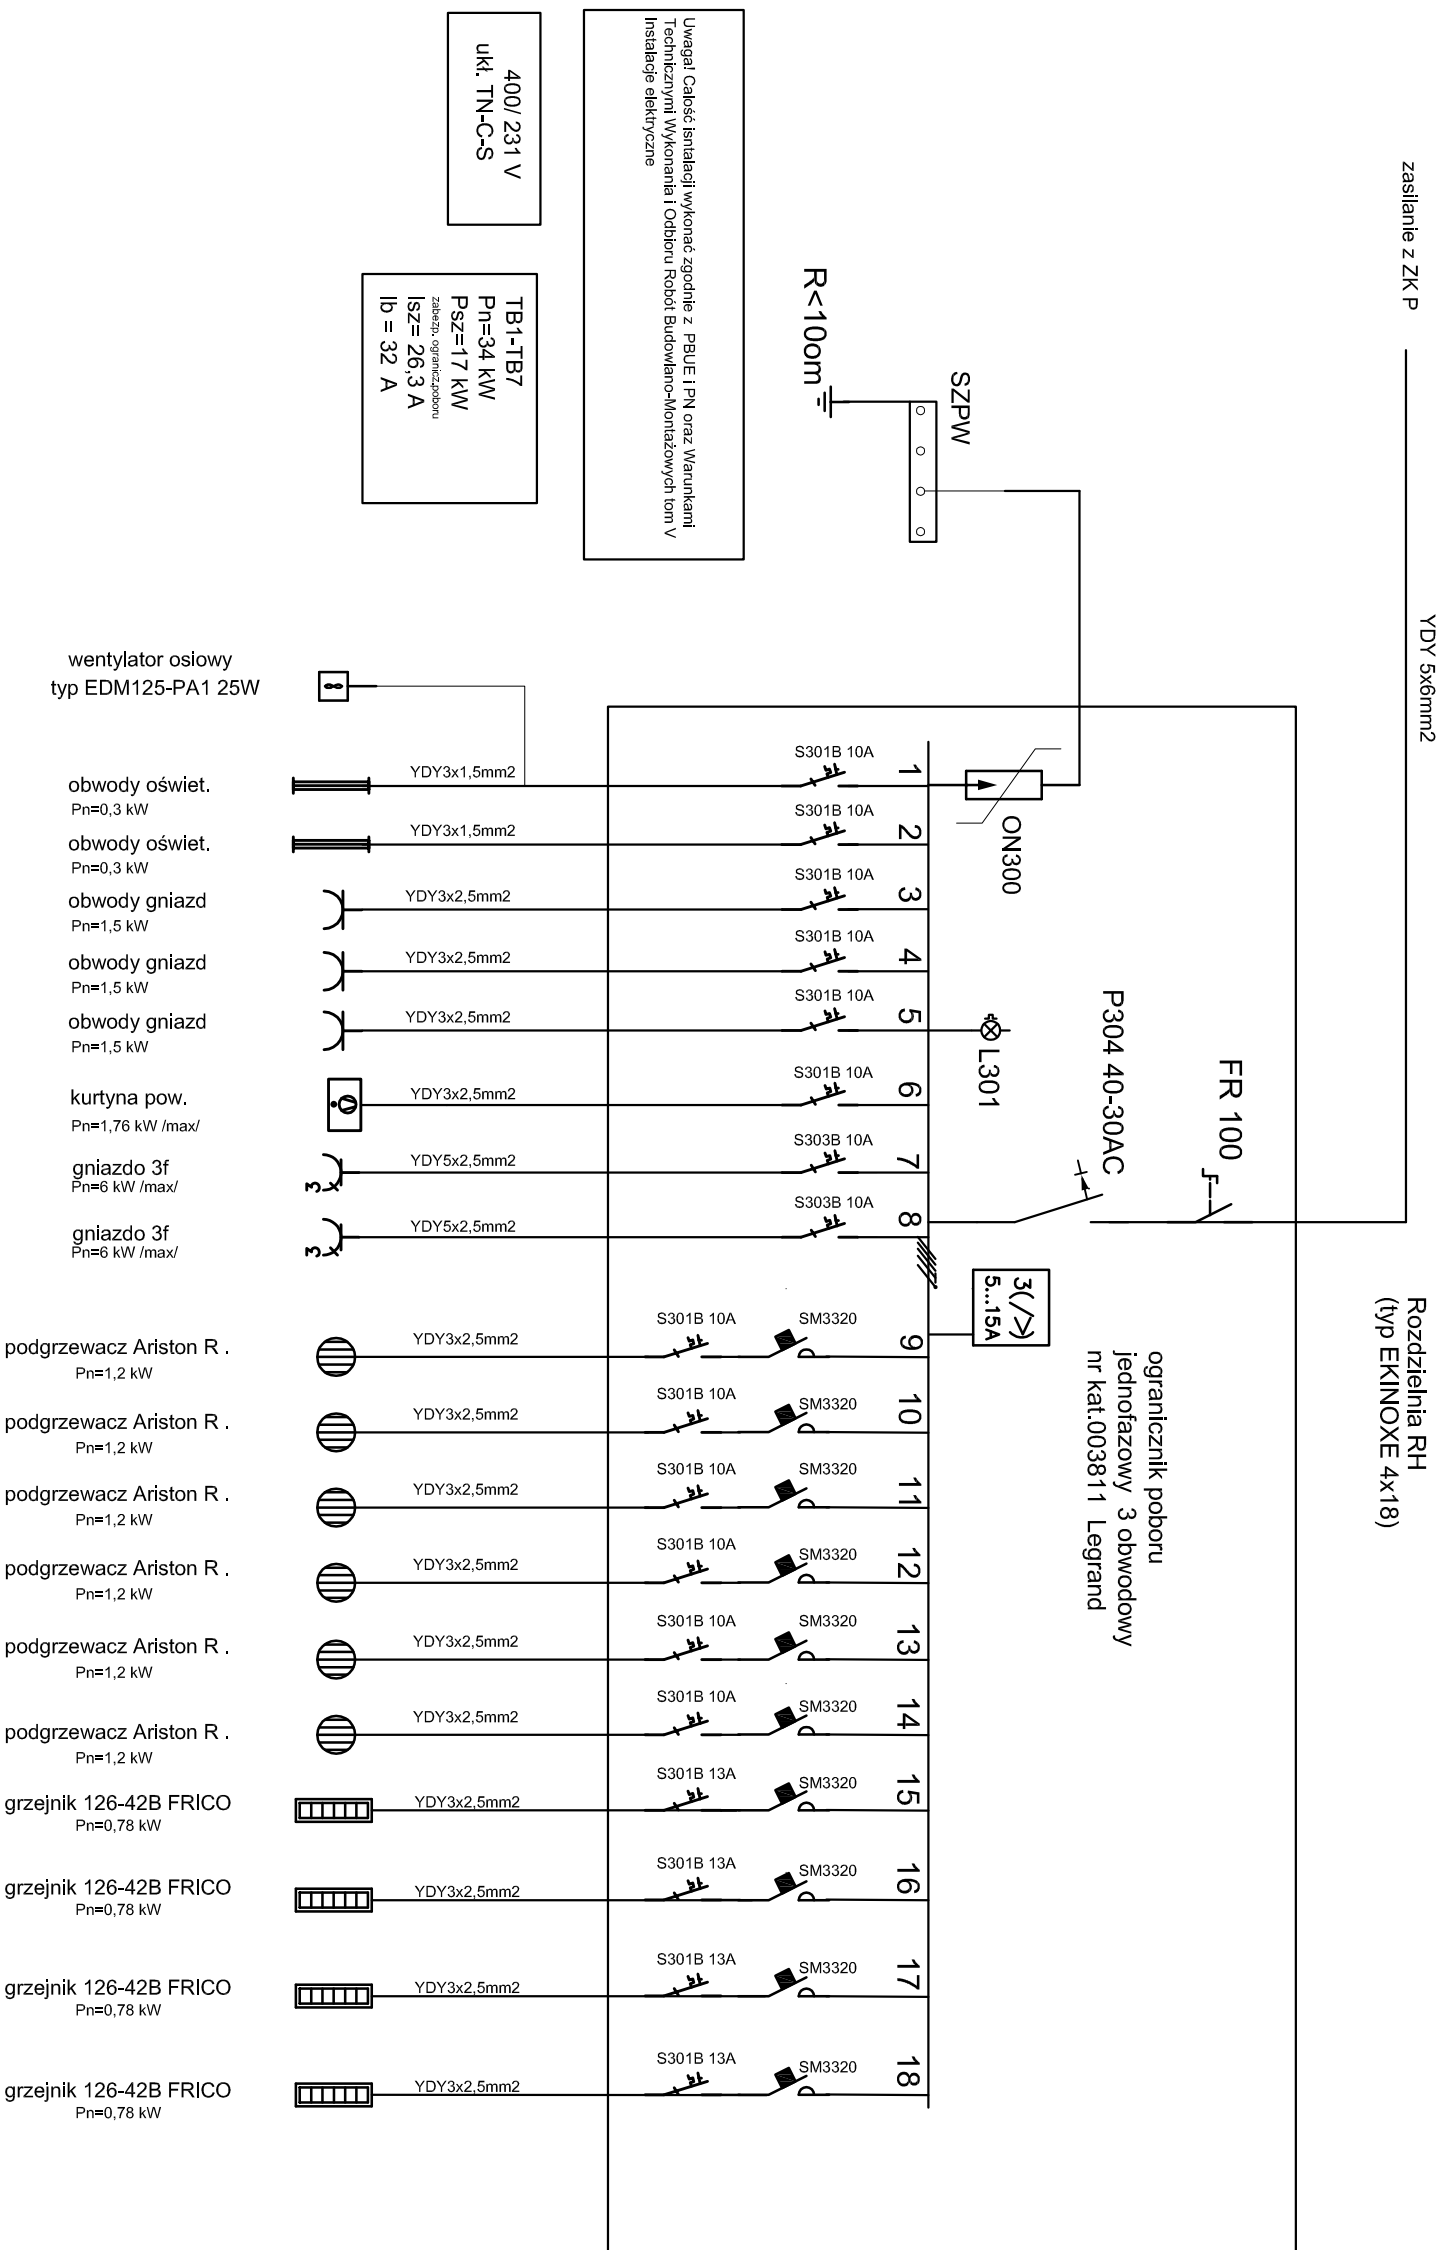 zasilanie z ZK P
YDY 5x6mm2
Rozdzielnia RH
(typ EKINOXE 4x18)
FR 100
P304 40-30AC
ogranicznik poboru
jednofazowy 3 obwodowy
nr kat.003811 Legrand
3(/>)
5...15A
L301
ON300
SZPW
R<10om
Uwaga! Całość isntalacji wykonać zgodnie z PBUE i PN oraz Warunkami
Technicznymi Wykonania i Odbioru Robót Budowlano-Montażowych tom V
Instalacje elektryczne
400/ 231 V
ukł. TN-C-S
TB1-TB7
Pn=34 kW
Psz=17 kW
zabezp. ogranicz.poboru
Isz= 26,3 A
Ib = 32 A
wentylator osiowy
typ EDM125-PA1 25W
obwody oświet.
Pn=0,3 kW
YDY3x1,5mm2
S301B 10A
1
obwody oświet.
Pn=0,3 kW
YDY3x1,5mm2
S301B 10A
2
obwody gniazd
Pn=1,5 kW
YDY3x2,5mm2
S301B 10A
3
obwody gniazd
Pn=1,5 kW
YDY3x2,5mm2
S301B 10A
4
obwody gniazd
Pn=1,5 kW
YDY3x2,5mm2
S301B 10A
5
kurtyna pow.
Pn=1,76 kW /max/
YDY3x2,5mm2
S301B 10A
6
gniazdo 3f
Pn=6 kW /max/
3
YDY5x2,5mm2
S303B 10A
7
gniazdo 3f
Pn=6 kW /max/
3
YDY5x2,5mm2
S303B 10A
8
podgrzewacz Ariston R .
Pn=1,2 kW
YDY3x2,5mm2
S301B 10A
SM3320
9
podgrzewacz Ariston R .
Pn=1,2 kW
YDY3x2,5mm2
S301B 10A
SM3320
10
podgrzewacz Ariston R .
Pn=1,2 kW
YDY3x2,5mm2
S301B 10A
SM3320
11
podgrzewacz Ariston R .
Pn=1,2 kW
YDY3x2,5mm2
S301B 10A
SM3320
12
podgrzewacz Ariston R .
Pn=1,2 kW
YDY3x2,5mm2
S301B 10A
SM3320
13
podgrzewacz Ariston R .
Pn=1,2 kW
YDY3x2,5mm2
S301B 10A
SM3320
14
grzejnik 126-42B FRICO
Pn=0,78 kW
YDY3x2,5mm2
S301B 13A
SM3320
15
grzejnik 126-42B FRICO
Pn=0,78 kW
YDY3x2,5mm2
S301B 13A
SM3320
16
grzejnik 126-42B FRICO
Pn=0,78 kW
YDY3x2,5mm2
S301B 13A
SM3320
17
grzejnik 126-42B FRICO
Pn=0,78 kW
YDY3x2,5mm2
S301B 13A
SM3320
18